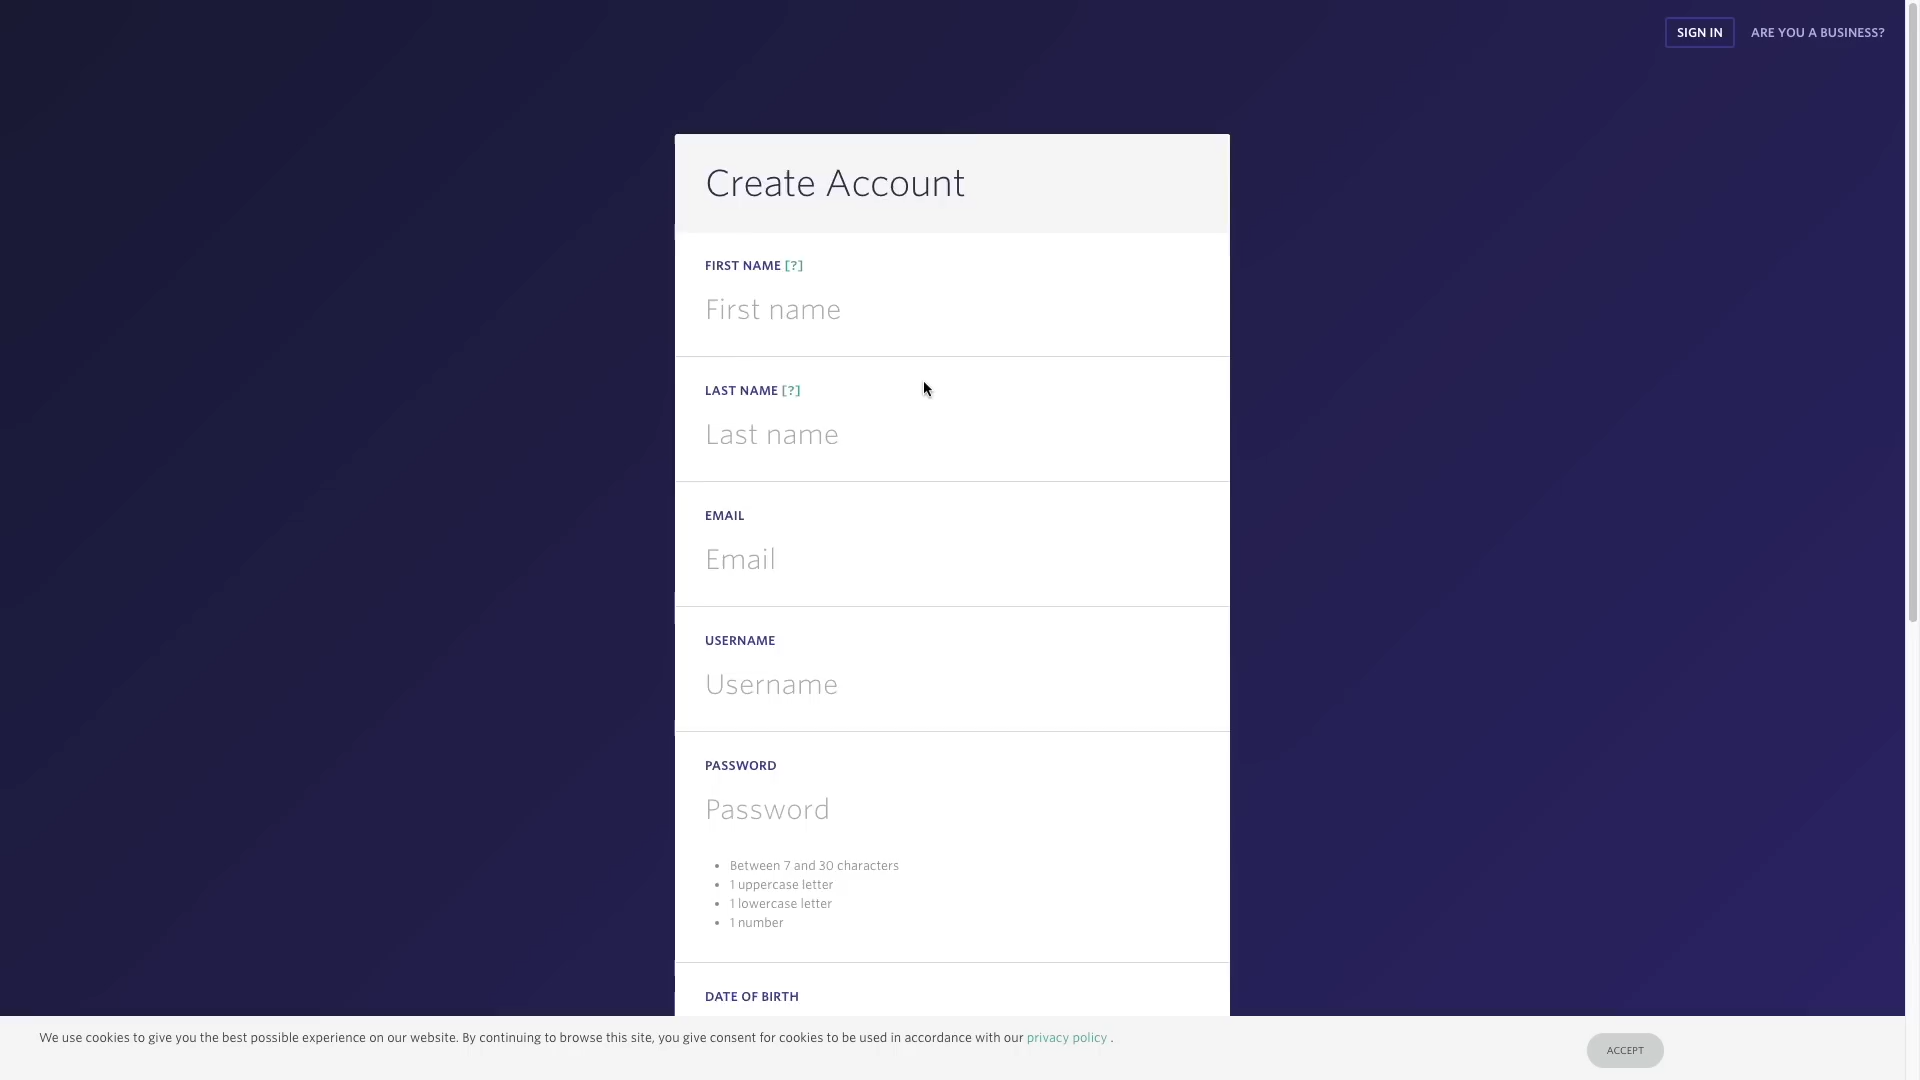 SIGN IN
ARE YOU A BUSINESS?
Create Account
FIRST NAME [?]
First name
LAST NAME [?]
Last name
EMAIL
Email
USERNAME
Username
PASSWORD
Password
• Between 7 and 30 characters
• 1 uppercase letter
• 1 lowercase letter
• 1 number
DATE OF BIRTH
We use cookies to give you the best possible experience on our website. By continuing to browse this site, you give consent for cookies to be used in accordance with our privacy policy .
ACCEPT